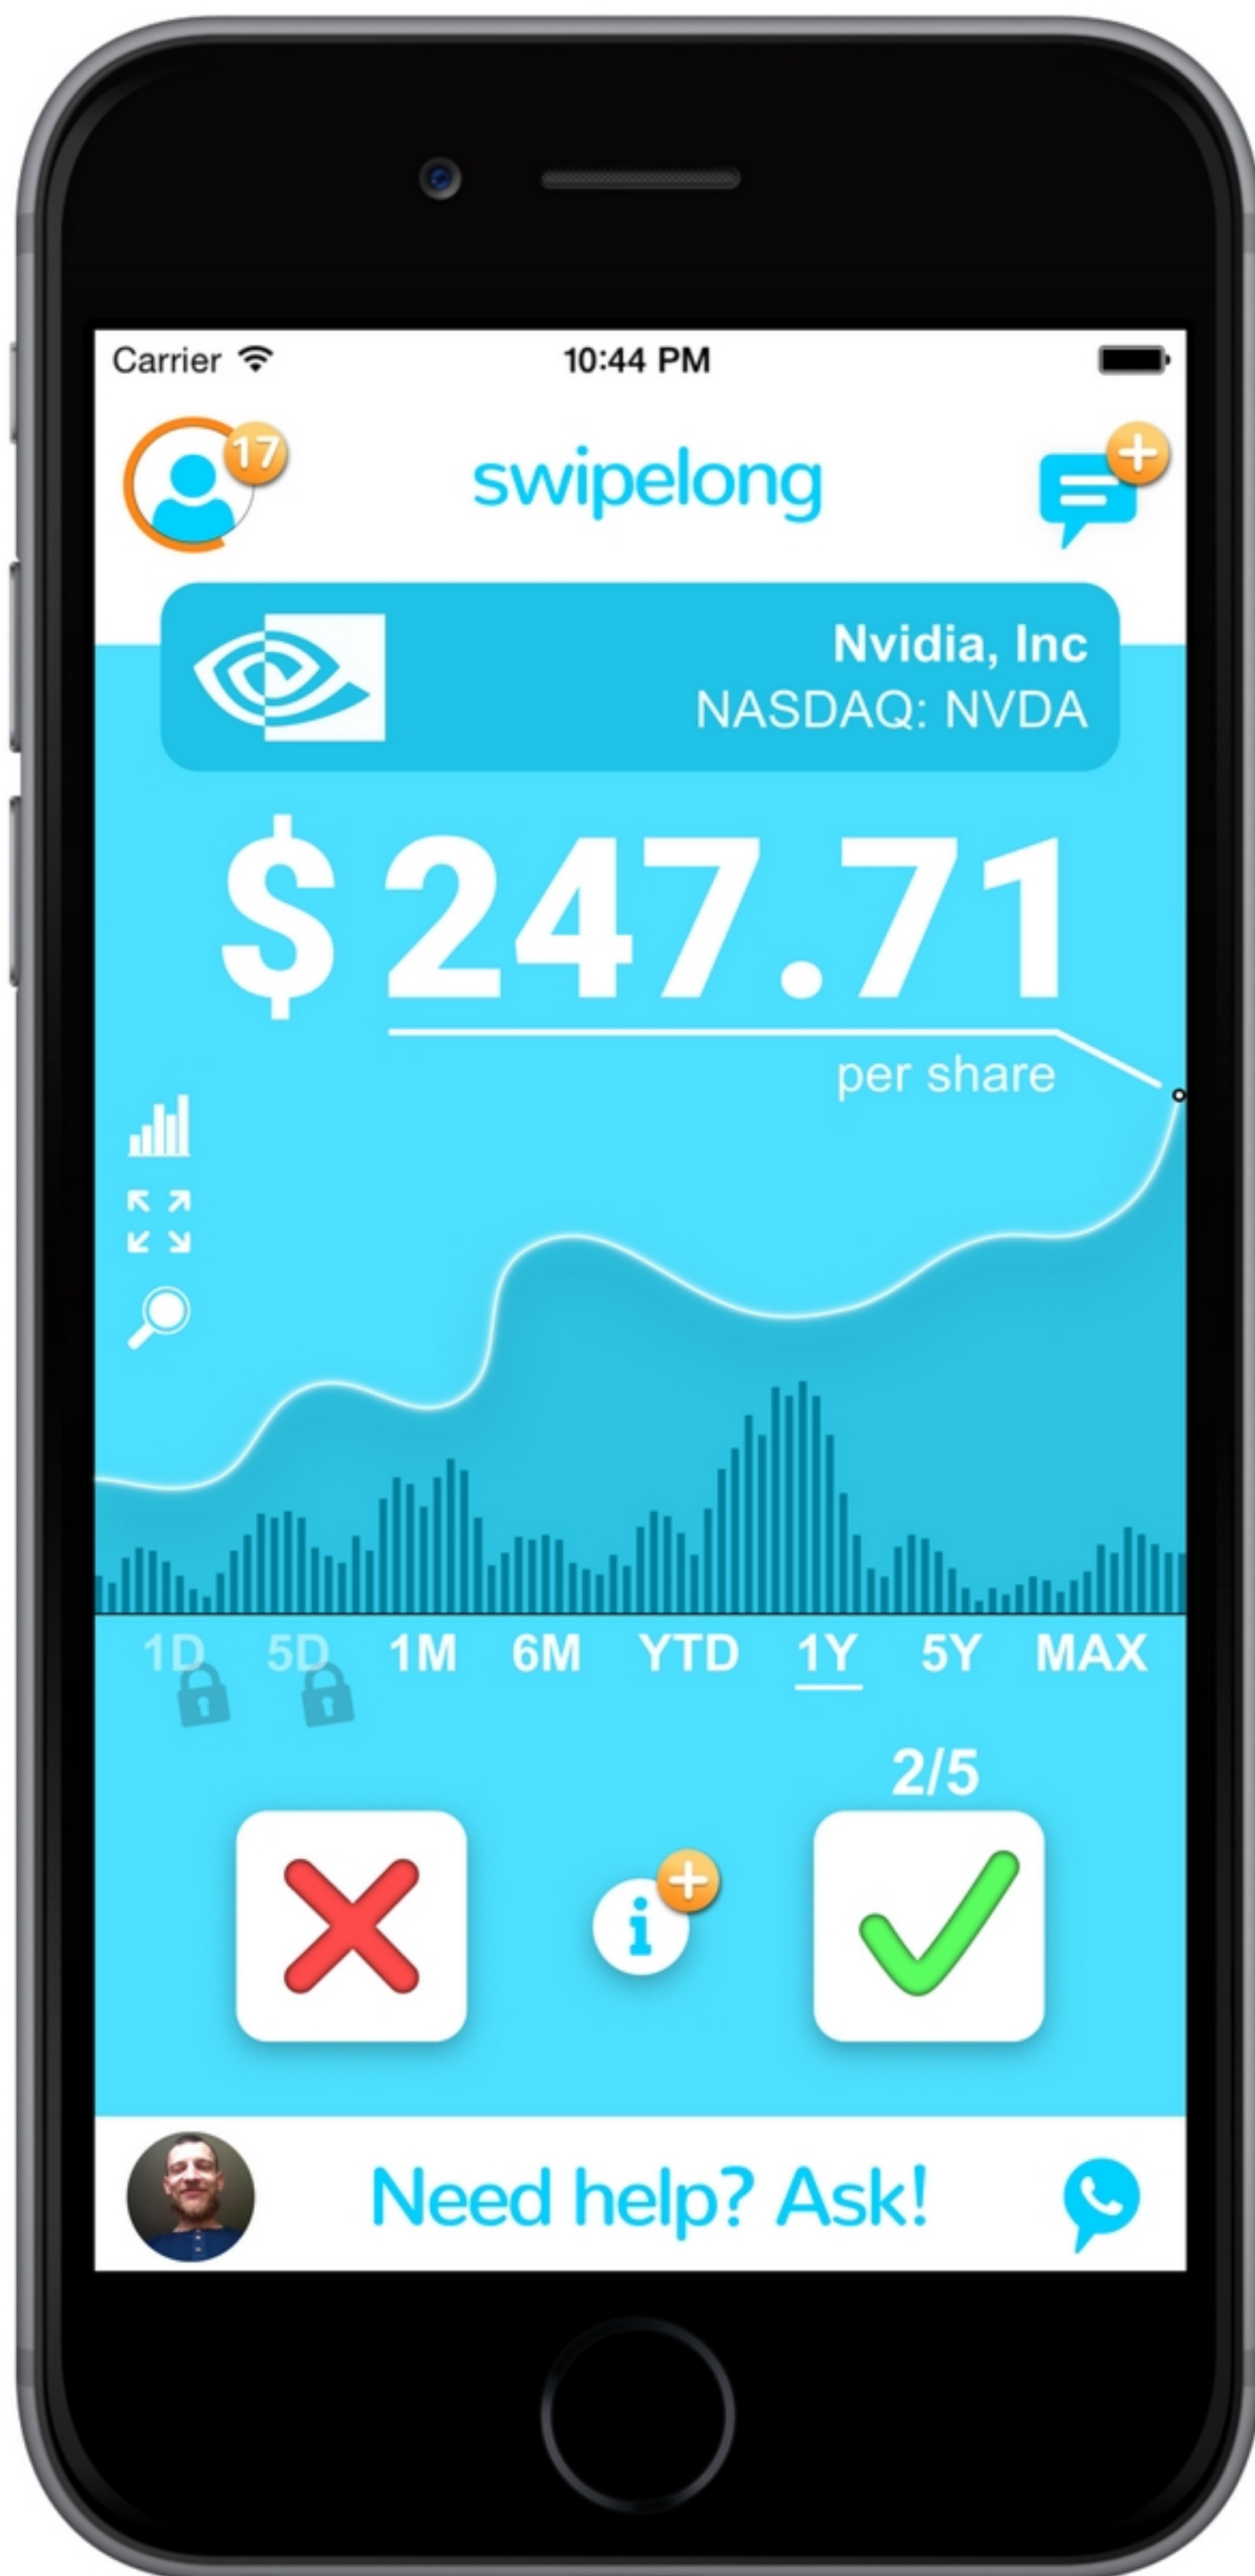 Carrier 10:44 PM
17
swipelong
Nvidia, Inc
NASDAQ: NVDA
$247.71
per share
1D 5D 1M 6M YTD 1Y 5Y MAX
2/5
i
Need help? Ask!